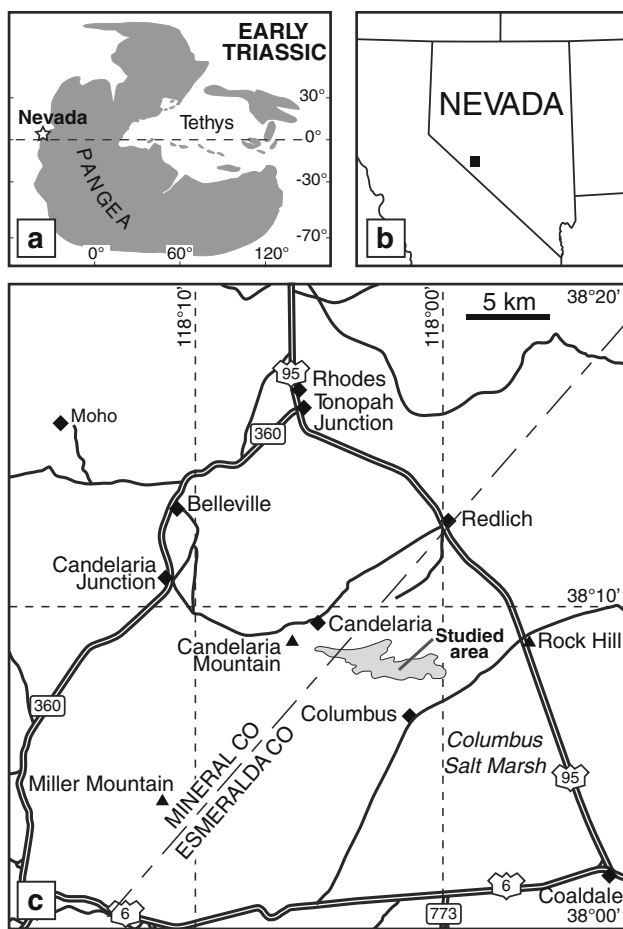 EARLY
TRIASSIC
Nevada
Tethys
PANGEA
30°
0°
-30°
-70°
0°
60°
120°
a
NEVADA
b
118°10'
118°00'
38°20'
5 km
95
Rhodes
Tonopah
Junction
Moho
360
Belleville
Redlich
Candelaria
Junction
38°10'
Candelaria
Candelaria
Mountain
Studied
area
Rock Hill
360
Columbus
Columbus
Salt Marsh
MINERAL CO
ESMERALDA CO
Miller Mountain
95
6
6
773
Coaldale
38°00'
c